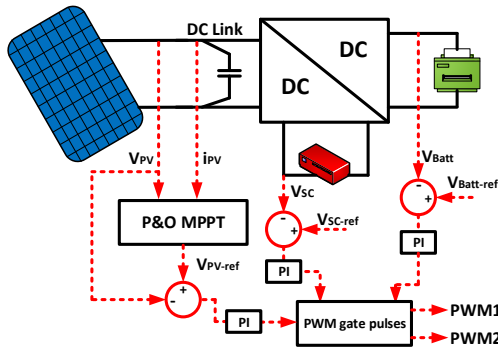 DC Link
DC
DC
VPV
iPV
VSC
VBatt
VBatt-ref
-
+
P&O MPPT
-
+
VSC-ref
PI
PI
VPV-ref
+
-
PI
PWM gate pulses
PWM1
PWM2